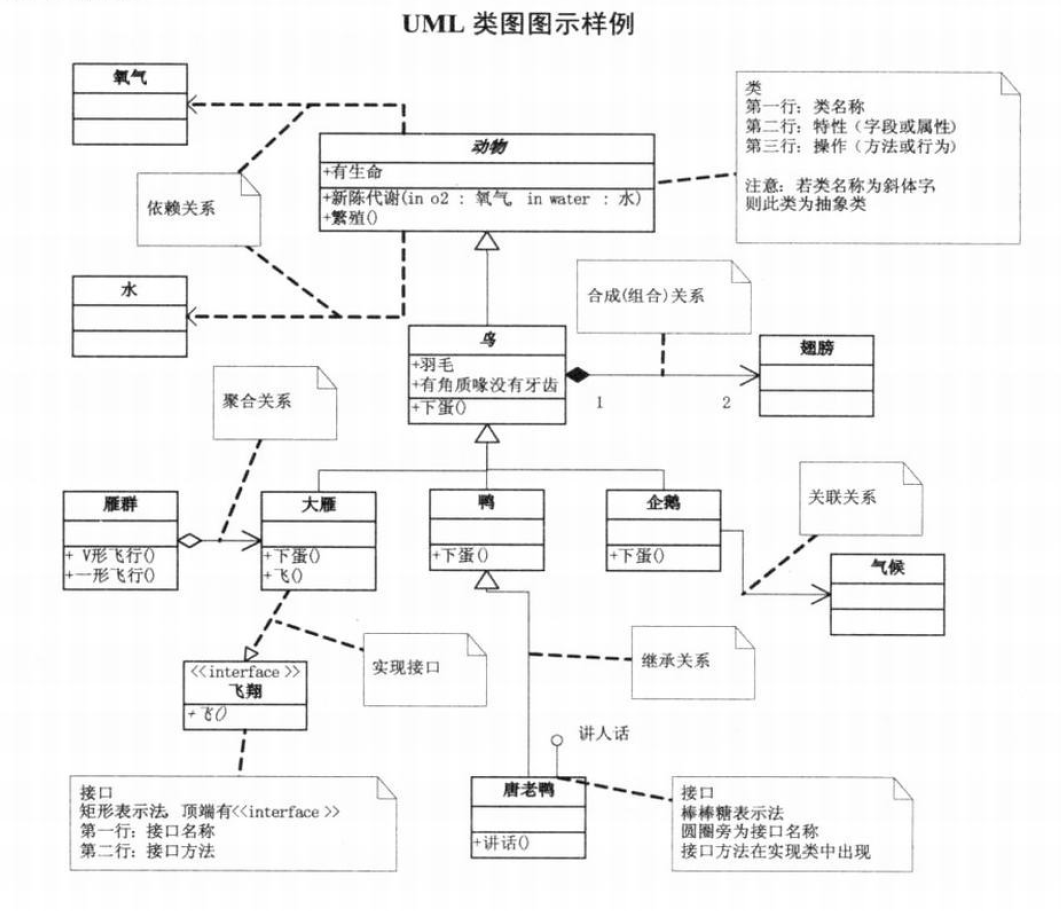 UML 类图图示样例
氧气
动物
+有生命
+新陈代谢(in o2 : 氧气, in water : 水)
+繁殖()
类
第一行：类名称
第二行：特性（字段或属性）
第三行：操作（方法或行为）
注意：若类名称为斜体字,
则此类为抽象类
依赖关系
水
合成(组合)关系
鸟
+羽毛
+有角质喙没有牙齿
+下蛋()
1
2
翅膀
聚合关系
雁群
+ V形飞行()
+一形飞行()
大雁
+下蛋()
+飞()
鸭
+下蛋()
企鹅
+下蛋()
关联关系
气候
<<interface >>
飞翔
+ 飞()
实现接口
继承关系
讲人话
唐老鸭
+讲话()
接口
矩形表示法，顶端有<<interface >>
第一行：接口名称
第二行：接口方法
接口
棒棒糖表示法
圆圈旁为接口名称
接口方法在实现类中出现